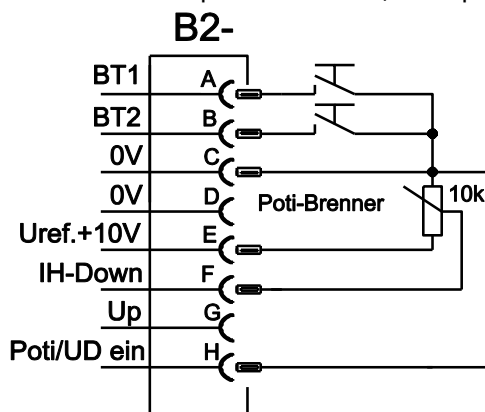 B2-
BT1 A
BT2 B
0V C
0V D
Poti-Brenner 10k
Uref.+10V E
IH-Down F
Up G
Poti/UD ein H